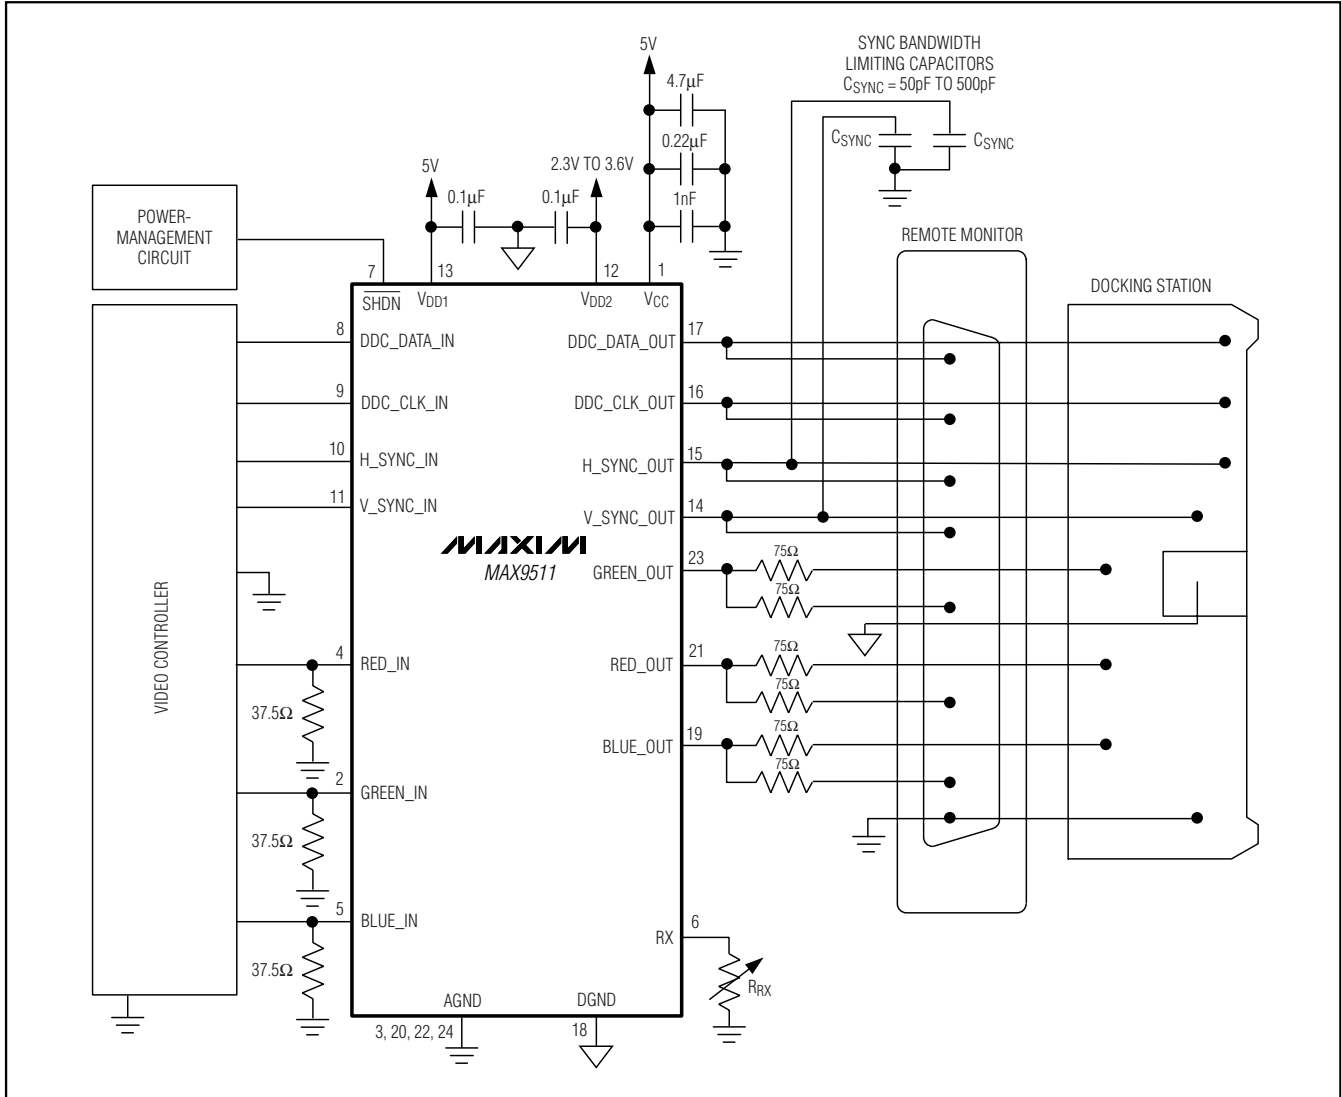 5V
4.7µF
0.22µF
1nF
SYNC BANDWIDTH
LIMITING CAPACITORS
CSYNC = 50pF TO 500pF
CSYNC
CSYNC
5V
0.1µF
0.1µF
2.3V TO 3.6V
POWER-
MANAGEMENT
CIRCUIT
REMOTE MONITOR
DOCKING STATION
7
13
12
1
SHDN
VDD1
VDD2
VCC
8
DDC_DATA_IN
DDC_DATA_OUT
17
9
DDC_CLK_IN
DDC_CLK_OUT
16
10
H_SYNC_IN
H_SYNC_OUT
15
11
V_SYNC_IN
V_SYNC_OUT
14
MAXIM
MAX9511
GREEN_OUT
23
75Ω
75Ω
VIDEO CONTROLLER
4
RED_IN
RED_OUT
21
75Ω
75Ω
37.5Ω
BLUE_OUT
19
75Ω
75Ω
2
GREEN_IN
37.5Ω
5
BLUE_IN
37.5Ω
RX
6
RRX
AGND
DGND
3, 20, 22, 24
18